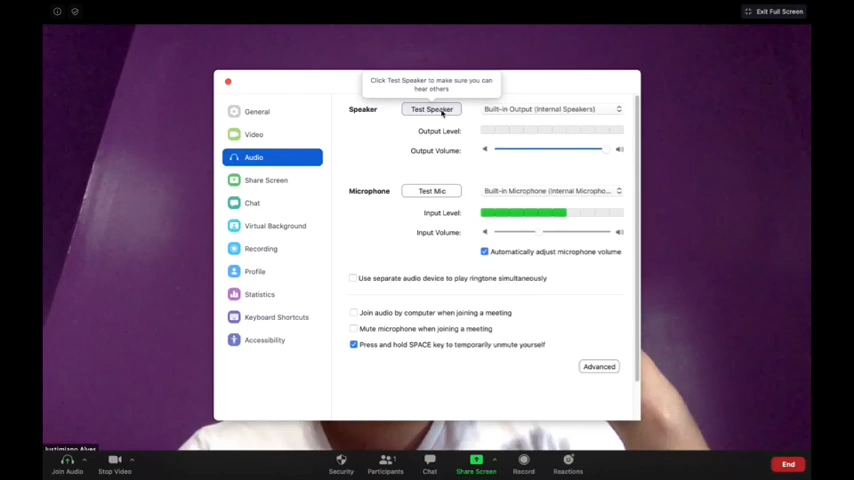 Exit Full Screen
Click Test Speaker to make sure you can
hear others
General
Video
Audio
Share Screen
Chat
Virtual Background
Recording
Profile
Statistics
Keyboard Shortcuts
Accessibility
Speaker
Test Speaker
Built-in Output (Internal Speakers)
Output Level:
Output Volume:
Microphone
Test Mic
Built-in Microphone (Internal Micropho...
Input Level:
Input Volume:
Automatically adjust microphone volume
Use separate audio device to play ringtone simultaneously
Join audio by computer when joining a meeting
Mute microphone when joining a meeting
Press and hold SPACE key to temporarily unmute yourself
Advanced
Alves
Join Audio
Stop Video
Security
Participants
1
Chat
Share Screen
Record
Reactions
End